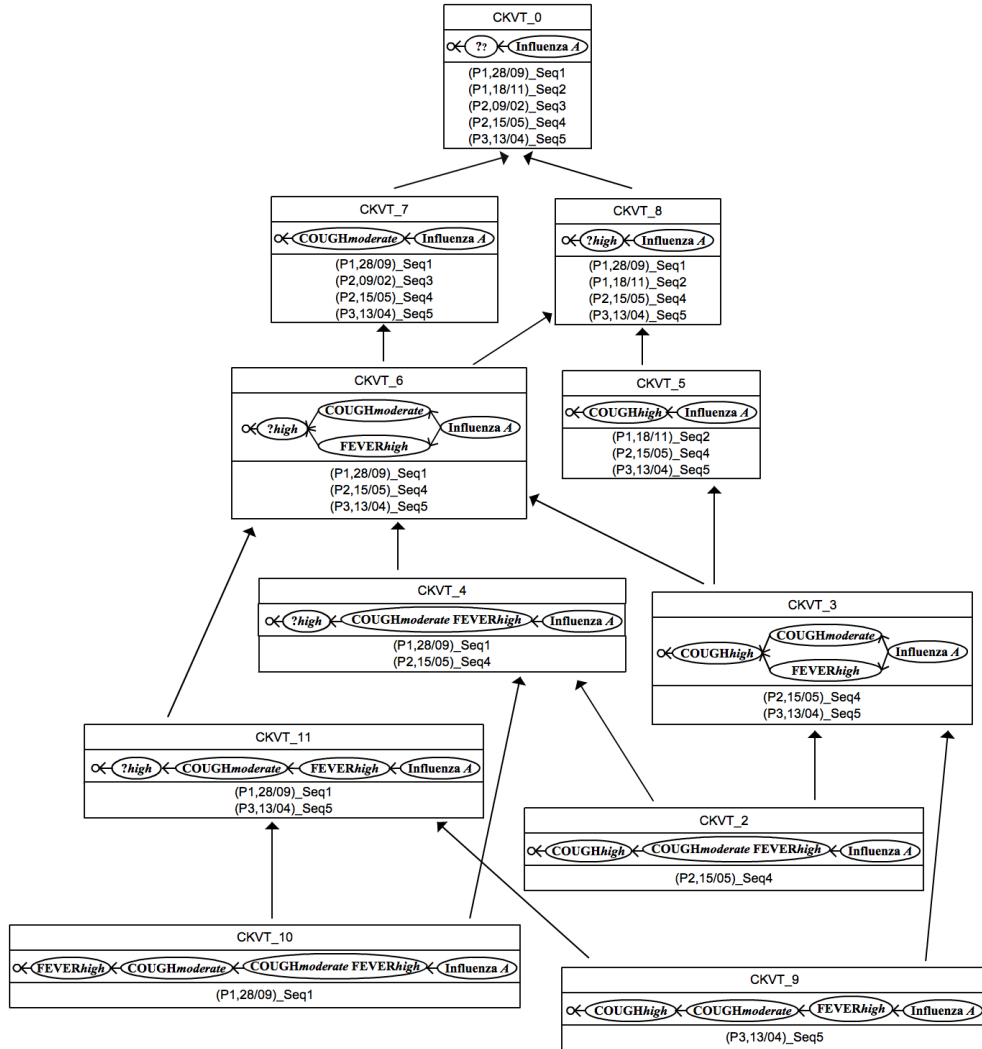 CKVT_0
?? Influenza A
(P1,28/09)_Seq1
(P1,18/11)_Seq2
(P2,09/02)_Seq3
(P2,15/05)_Seq4
(P3,13/04)_Seq5
CKVT_7
COUGHmoderate Influenza A
(P1,28/09)_Seq1
(P2,09/02)_Seq3
(P2,15/05)_Seq4
(P3,13/04)_Seq5
CKVT_8
?high Influenza A
(P1,28/09)_Seq1
(P1,18/11)_Seq2
(P2,15/05)_Seq4
(P3,13/04)_Seq5
CKVT_6
COUGHmoderate
?high Influenza A
FEVERhigh
(P1,28/09)_Seq1
(P2,15/05)_Seq4
(P3,13/04)_Seq5
CKVT_5
COUGHhigh Influenza A
(P1,18/11)_Seq2
(P2,15/05)_Seq4
(P3,13/04)_Seq5
CKVT_4
?high COUGHmoderate FEVERhigh Influenza A
(P1,28/09)_Seq1
(P2,15/05)_Seq4
CKVT_3
COUGHmoderate
COUGHhigh Influenza A
FEVERhigh
(P2,15/05)_Seq4
(P3,13/04)_Seq5
CKVT_11
?high COUGHmoderate FEVERhigh Influenza A
(P1,28/09)_Seq1
(P3,13/04)_Seq5
CKVT_2
COUGHhigh COUGHmoderate FEVERhigh Influenza A
(P2,15/05)_Seq4
CKVT_10
FEVERhigh COUGHmoderate COUGHmoderate FEVERhigh Influenza A
(P1,28/09)_Seq1
CKVT_9
COUGHhigh COUGHmoderate FEVERhigh Influenza A
(P3,13/04)_Seq5